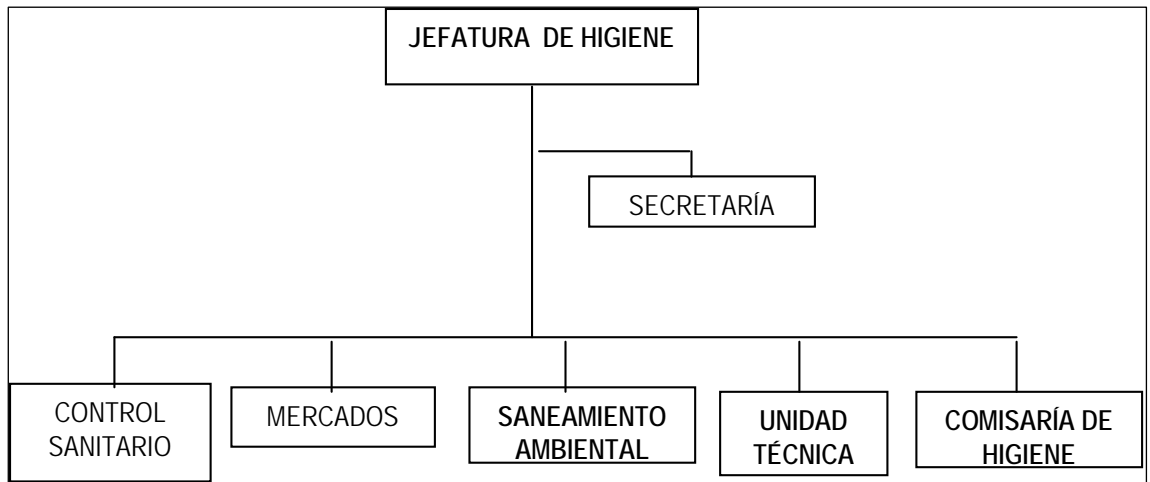 JEFATURA DE HIGIENE
SECRETARÍA
CONTROL
SANITARIO
MERCADOS
SANEAMIENTO
AMBIENTAL
UNIDAD
TÉCNICA
COMISARÍA DE
HIGIENE